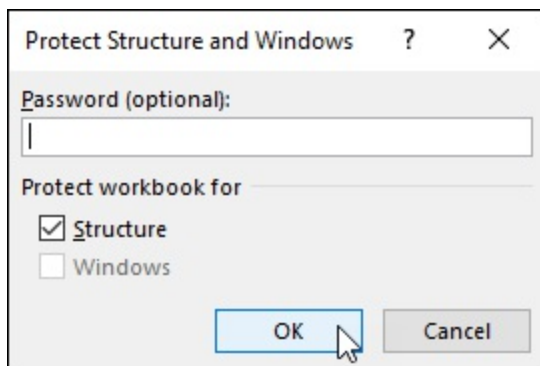 Protect Structure and Windows ? ×
Password (optional):
Protect workbook for
Structure
Windows
OK Cancel